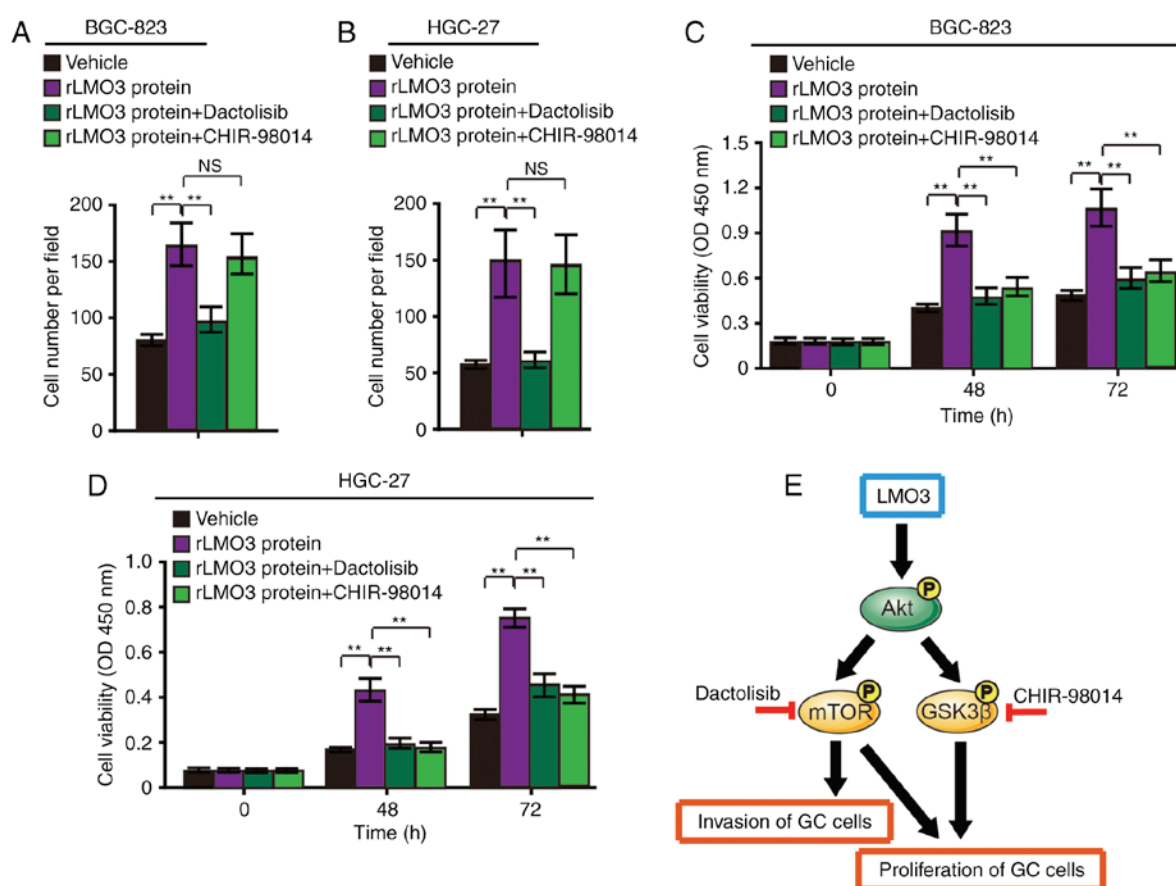 A
BGC-823
Vehicle
rLMO3 protein
rLMO3 protein+Dactolisib
rLMO3 protein+CHIR-98014
NS
** **
Cell number per field
200
150
100
50
0
B
HGC-27
Vehicle
rLMO3 protein
rLMO3 protein+Dactolisib
rLMO3 protein+CHIR-98014
NS
** **
Cell number per field
200
150
100
50
0
C
BGC-823
Vehicle
rLMO3 protein
rLMO3 protein+Dactolisib
rLMO3 protein+CHIR-98014
Cell viability (OD 450 nm)
1.5
1.2
0.9
0.6
0.3
0
**
** **
**
** **
0 48 72
Time (h)
D
HGC-27
Vehicle
rLMO3 protein
rLMO3 protein+Dactolisib
rLMO3 protein+CHIR-98014
Cell viability (OD 450 nm)
1.0
0.8
0.6
0.4
0.2
0
**
** **
**
** **
0 48 72
Time (h)
E
LMO3
P
Akt
Dactolisib
P
mTOR
P
GSK3β
CHIR-98014
Invasion of GC cells
Proliferation of GC cells